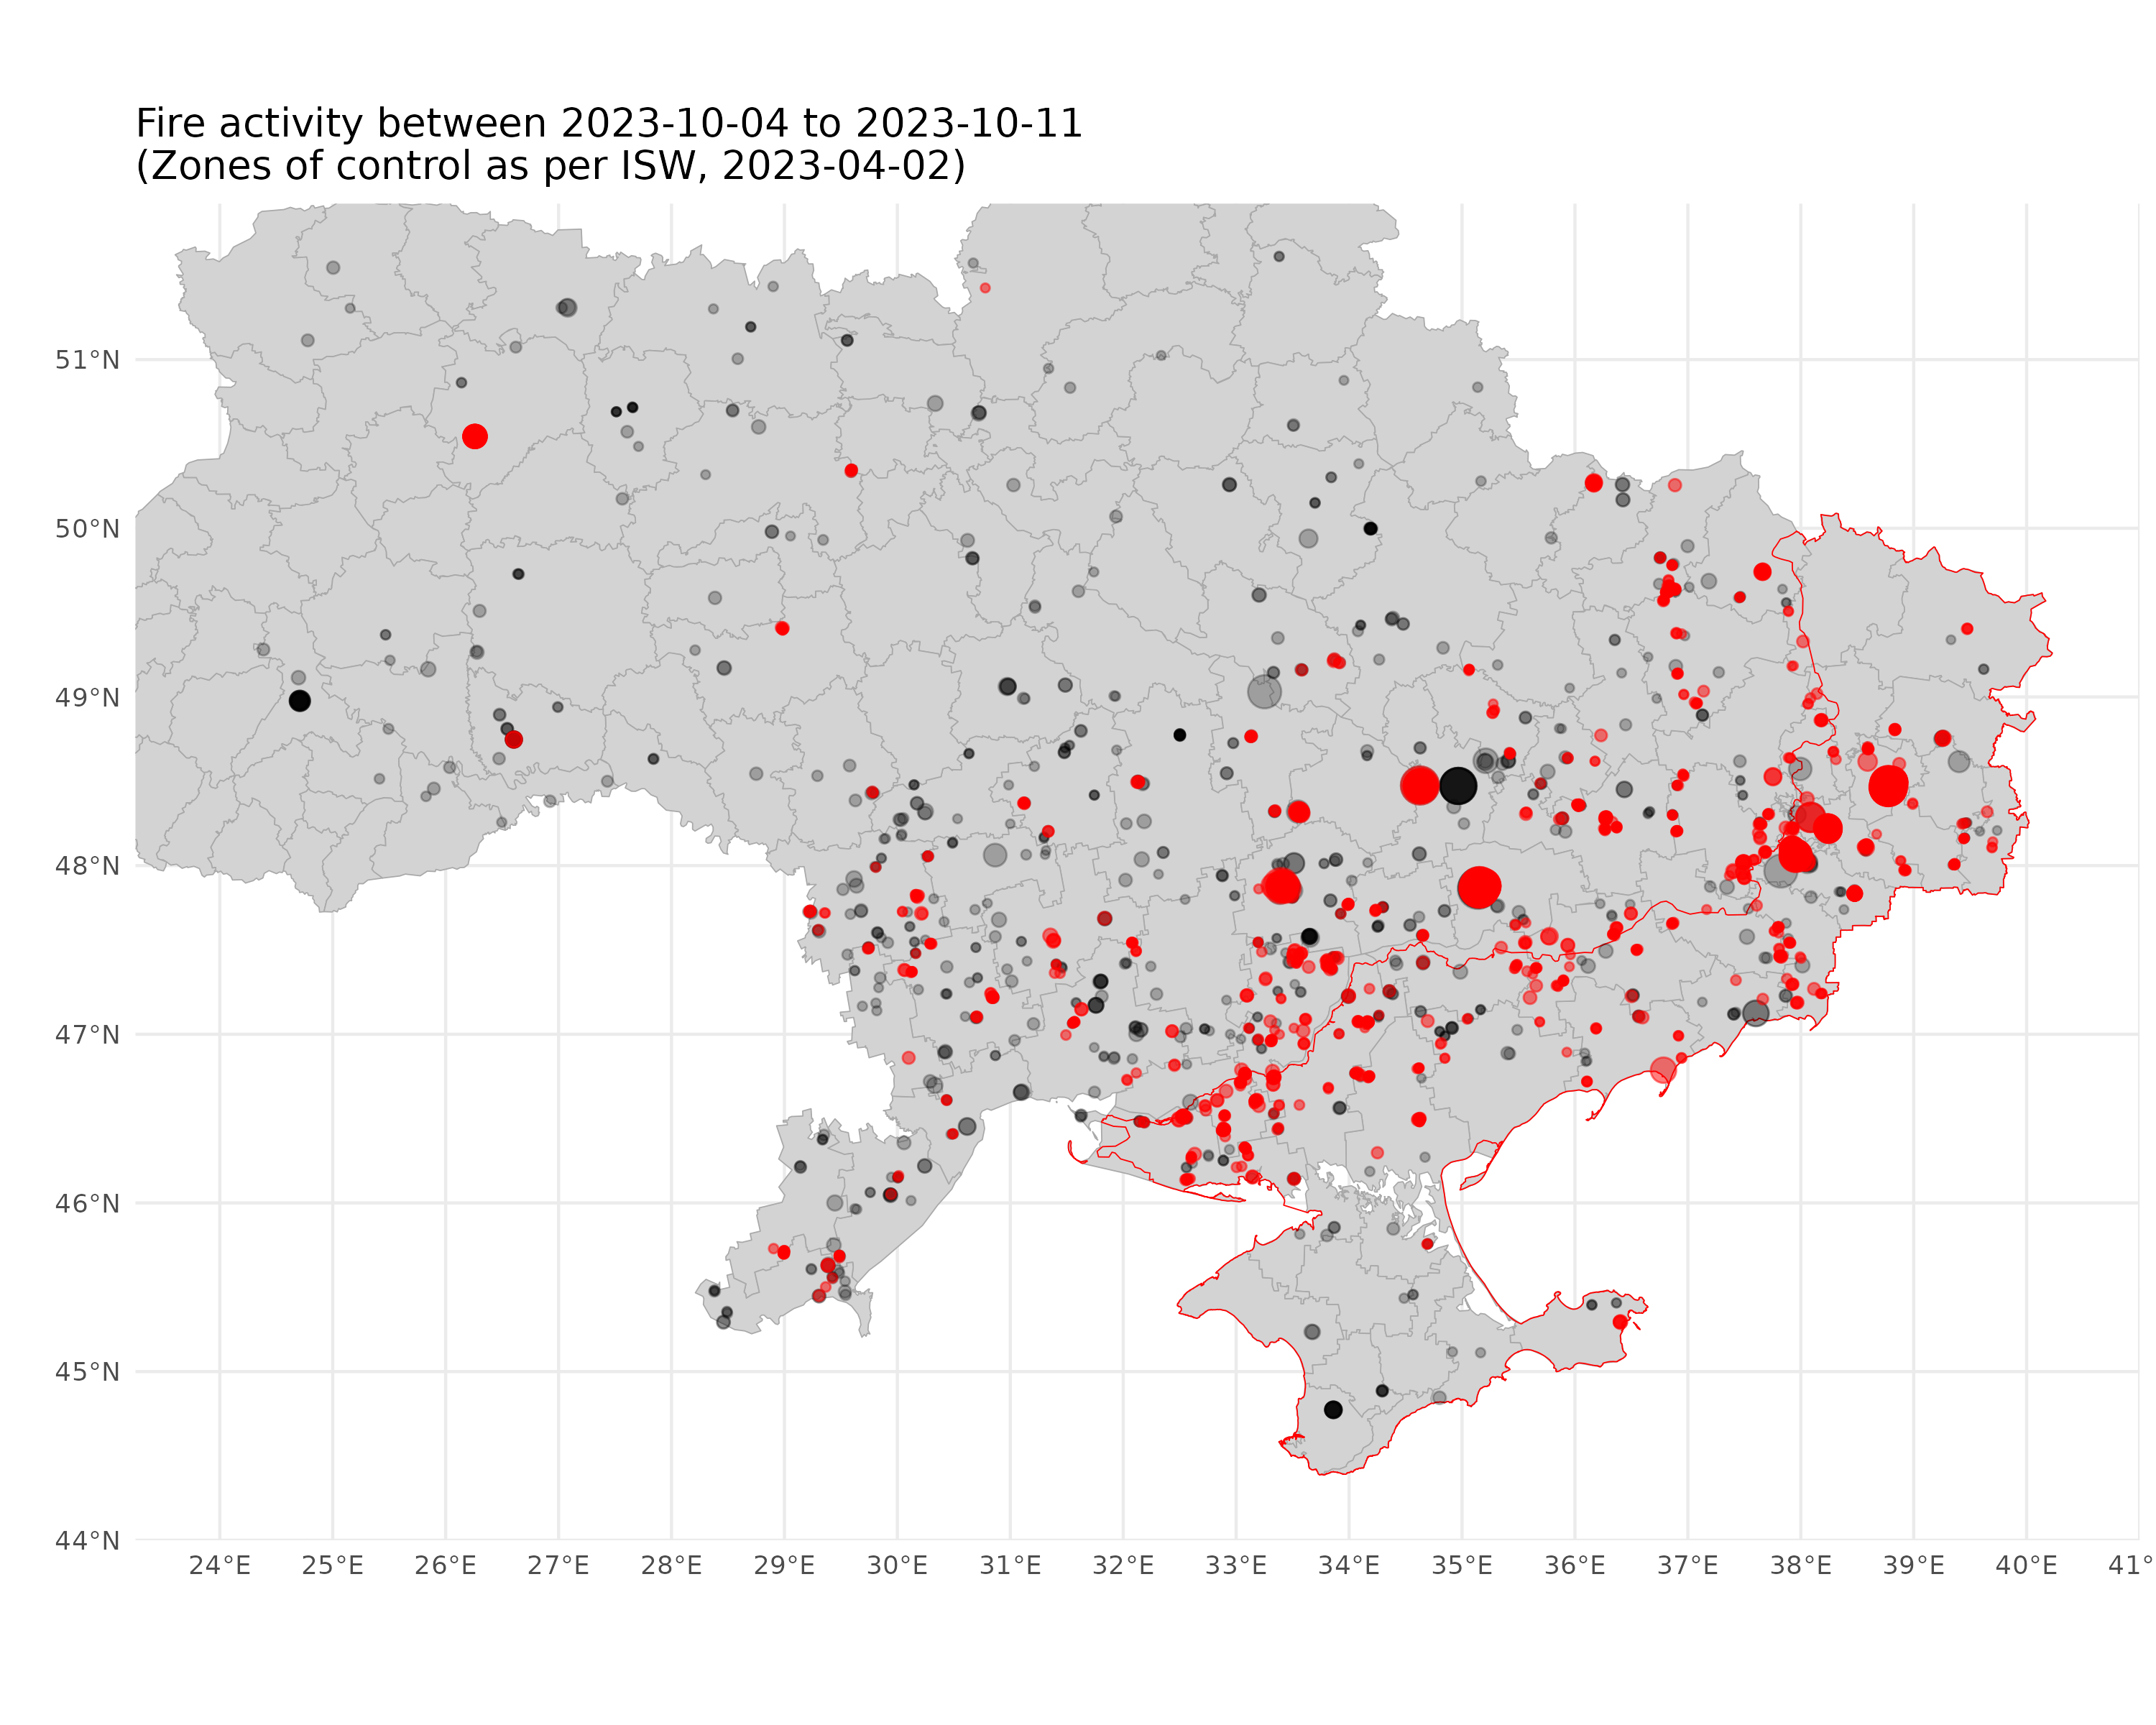 Fire activity between 2023-10-04 to 2023-10-11
(Zones of control as per ISW, 2023-04-02)
51°N
50°N
49°N
48°N
47°N
46°N
45°N
44°N
24°E 25°E 26°E 27°E 28°E 29°E 30°E 31°E 32°E 33°E 34°E 35°E 36°E 37°E 38°E 39°E 40°E 41°